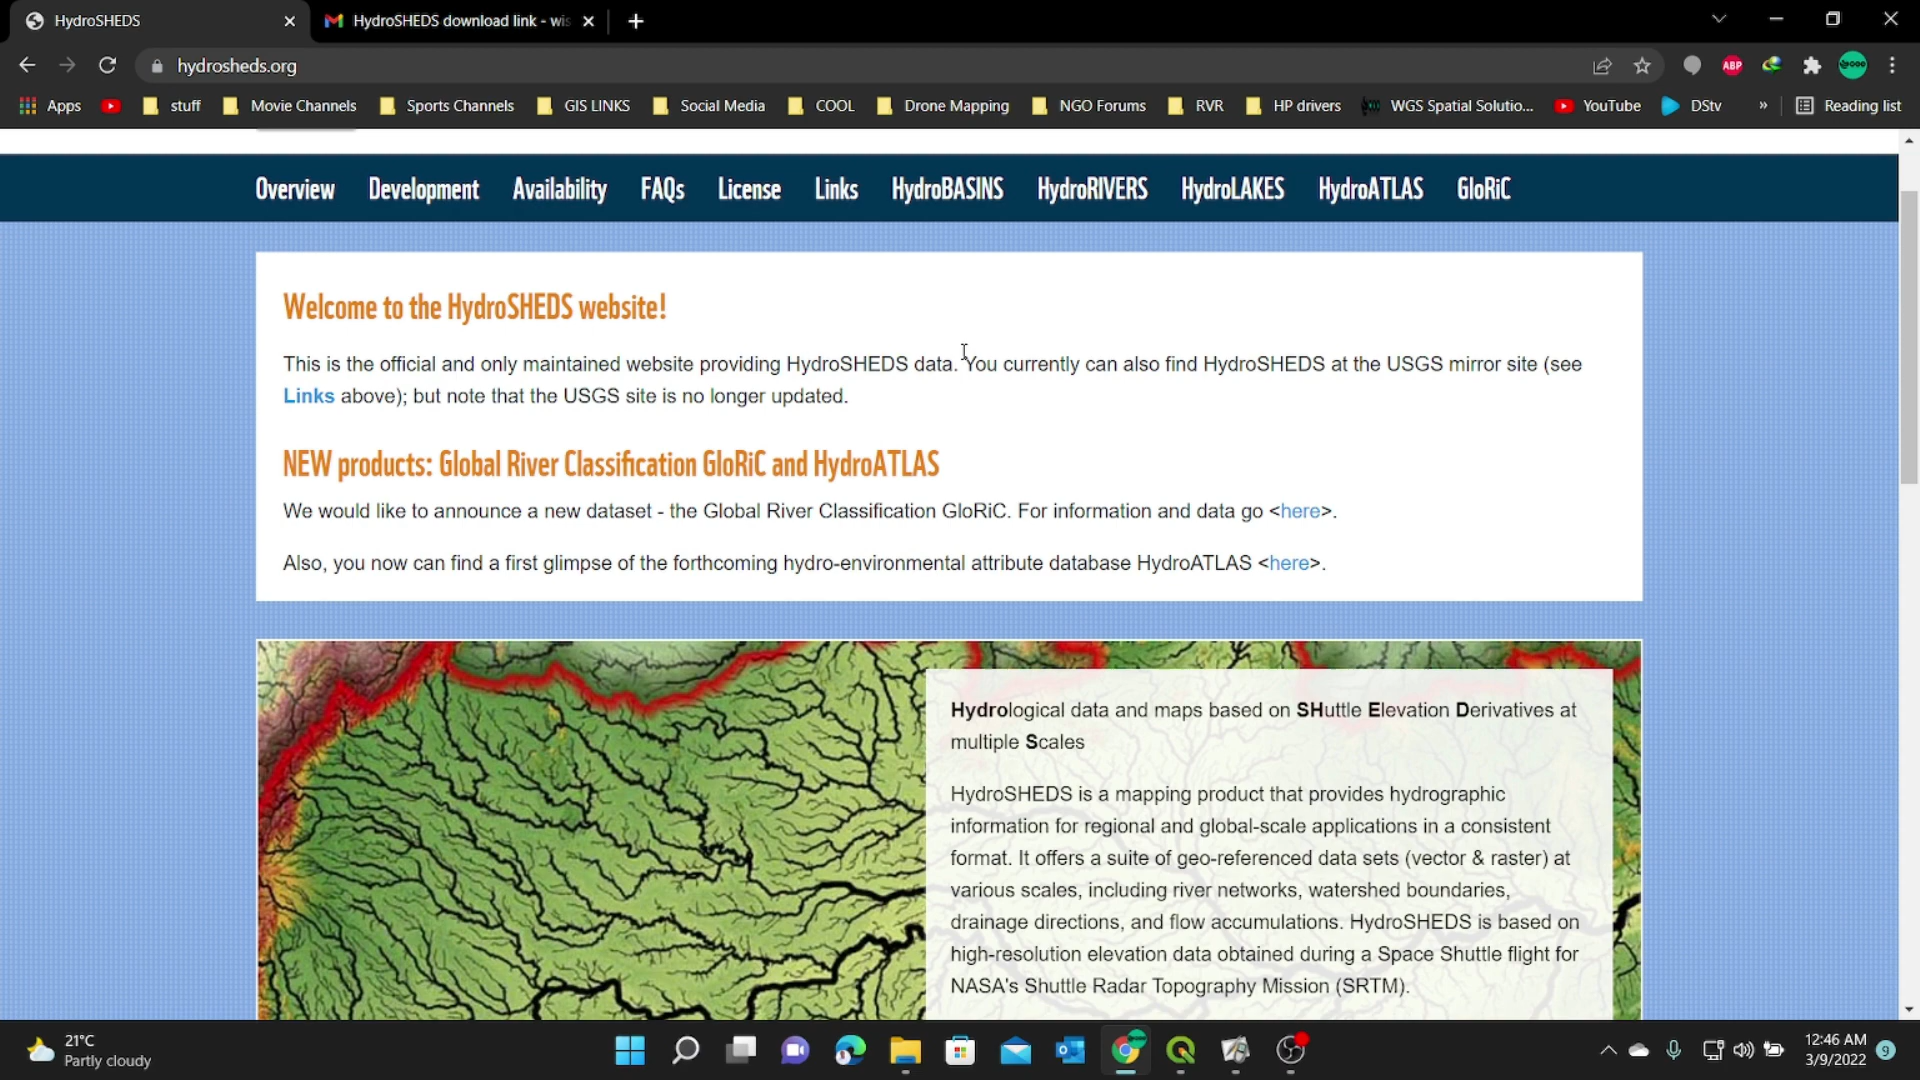 HydroSHEDS
HydroSHEDS download link - wis
hydrosheds.org
ABP
Apps
stuff
Movie Channels
Sports Channels
GIS LINKS
Social Media
COOL
Drone Mapping
NGO Forums
RVR
HP drivers
WGS Spatial Solutio...
YouTube
DStv
»
Reading list
Overview
Development
Availability
FAQs
License
Links
HydroBASINS
HydroRIVERS
HydroLAKES
HydroATLAS
GloRiC
Welcome to the HydroSHEDS website!
This is the official and only maintained website providing HydroSHEDS data. You currently can also find HydroSHEDS at the USGS mirror site (see
Links above); but note that the USGS site is no longer updated.
NEW products: Global River Classification GloRiC and HydroATLAS
We would like to announce a new dataset - the Global River Classification GloRiC. For information and data go <here>.
Also, you now can find a first glimpse of the forthcoming hydro-environmental attribute database HydroATLAS <here>.
Hydrological data and maps based on SHuttle Elevation Derivatives at
multiple Scales
HydroSHEDS is a mapping product that provides hydrographic
information for regional and global-scale applications in a consistent
format. It offers a suite of geo-referenced data sets (vector & raster) at
various scales, including river networks, watershed boundaries,
drainage directions, and flow accumulations. HydroSHEDS is based on
high-resolution elevation data obtained during a Space Shuttle flight for
NASA's Shuttle Radar Topography Mission (SRTM).
21°C
Partly cloudy
12:46 AM
3/9/2022
9